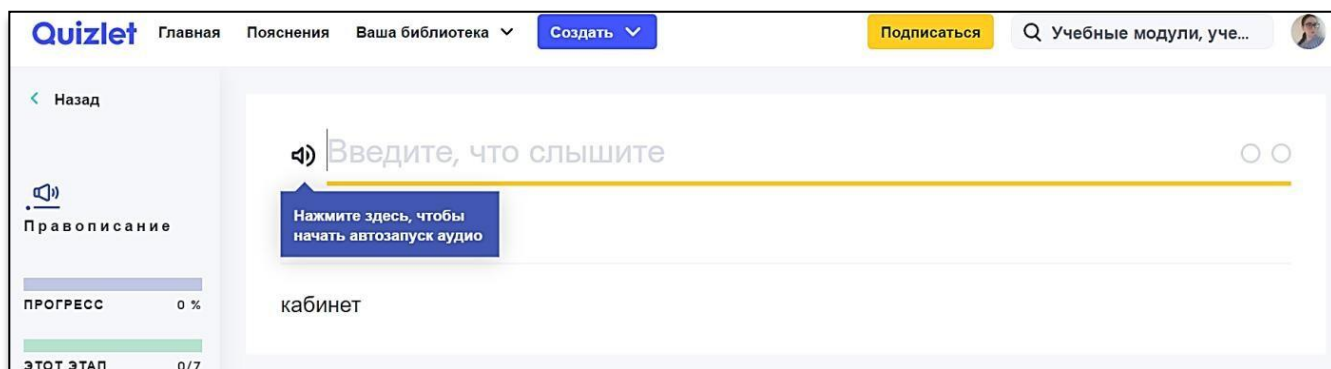 Quizlet Главная Пояснения Ваша библиотека Создать Подписаться Учебные модули, уче...
Назад
Введите, что слышите
Нажмите здесь, чтобы
начать автозапуск аудио
Правописание
ПРОГРЕСС 0 %
кабинет
ЭТОТ ЭТАП 0/7